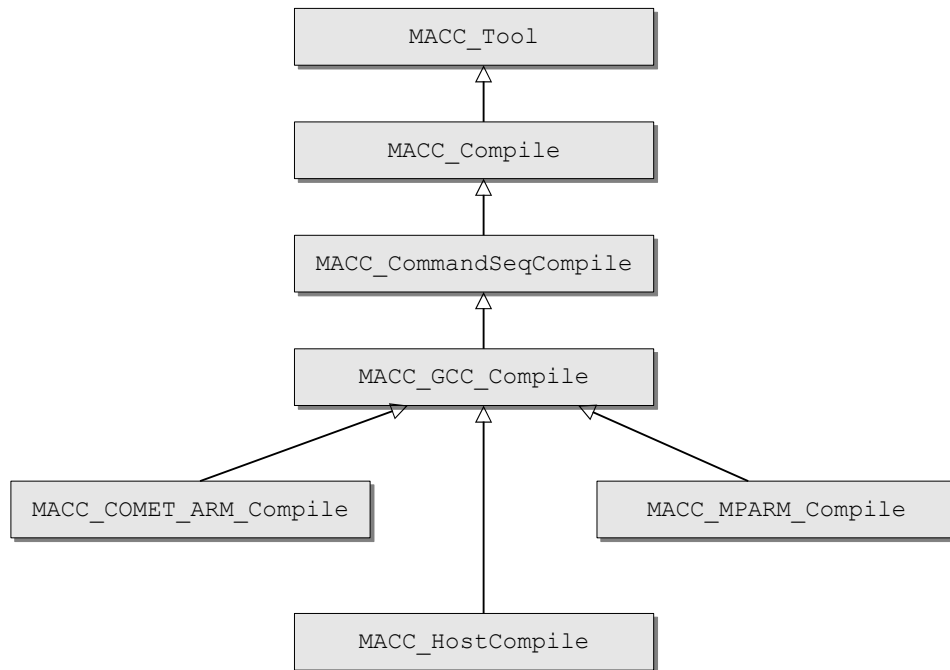 MACC_Tool
MACC_Compile
MACC_CommandSeqCompile
MACC_GCC_Compile
MACC_COMET_ARM_Compile
MACC_MPARM_Compile
MACC_HostCompile